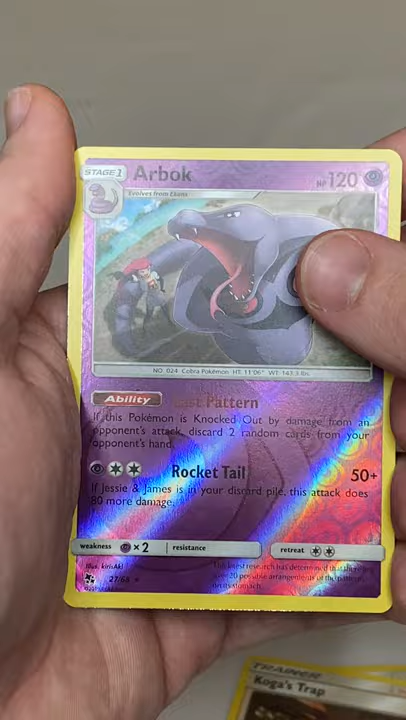 STAGE 1 Arbok HP 120
Evolves from Ekans
NO. 024 Cobra Pokémon HT: 11'06" WT: 143.3 lbs.
Ability Last Pattern
If this Pokémon is Knocked Out by damage from an
opponent's attack, discard 2 random cards from your
opponent's hand.
Rocket Tail 50+
If Jessie & James is in your discard pile, this attack does
80 more damage.
weakness ×2 resistance retreat
Illus. kirisAki
27/68
The latest research has determined that there are
over 20 possible arrangements of the patterns
on its stomach.
TRAINER
Koga's Trap